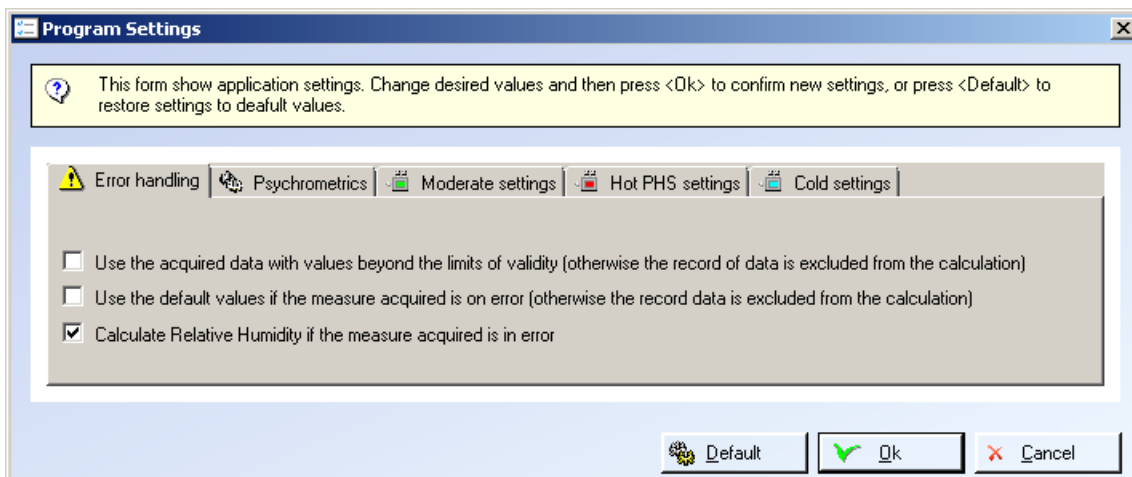 Program Settings
This form show application settings. Change desired values and then press <Ok> to confirm new settings, or press <Default> to
restore settings to deafult values.
Error handling
Psychrometrics
Moderate settings
Hot PHS settings
Cold settings
Use the acquired data with values beyond the limits of validity (otherwise the record of data is excluded from the calculation)
Use the default values if the measure acquired is on error (otherwise the record data is excluded from the calculation)
Calculate Relative Humidity if the measure acquired is in error
Default
Ok
Cancel